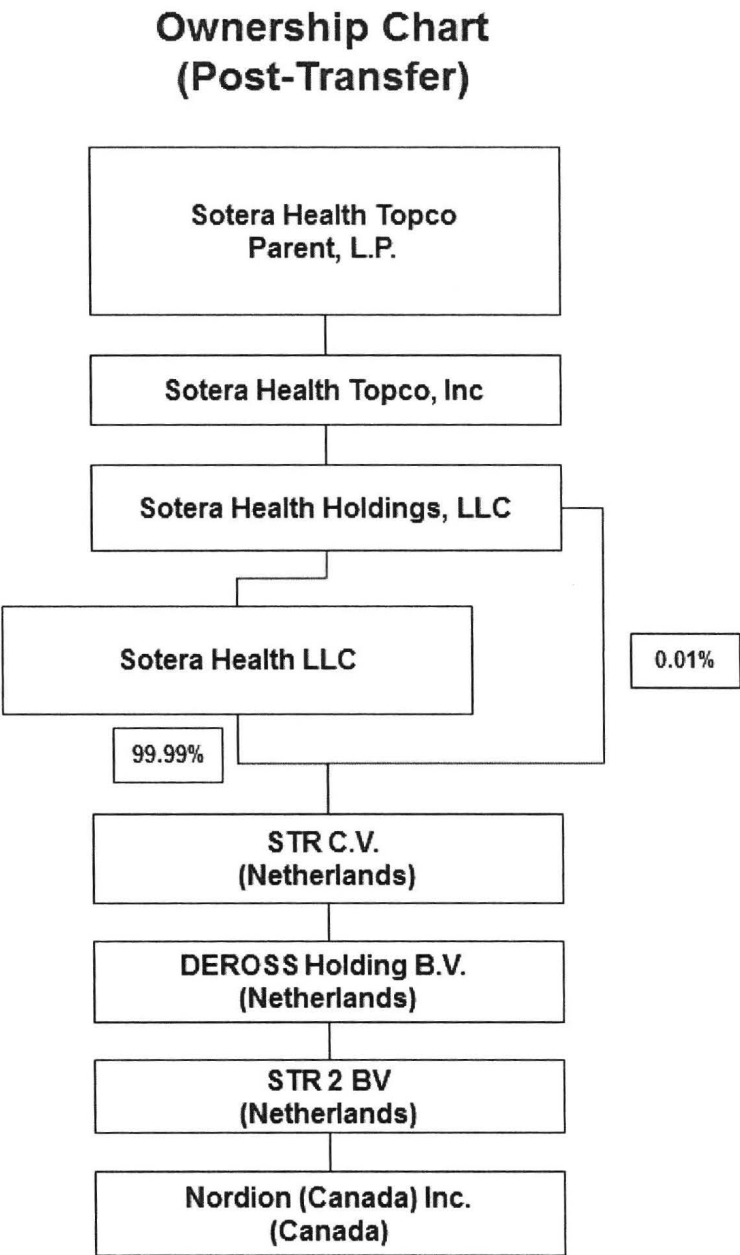 Ownership Chart
(Post-Transfer)
Sotera Health Topco
Parent, L.P.
Sotera Health Topco, Inc
Sotera Health Holdings, LLC
Sotera Health LLC
0.01%
99.99%
STR C.V.
(Netherlands)
DEROSS Holding B.V.
(Netherlands)
STR 2 BV
(Netherlands)
Nordion (Canada) Inc.
(Canada)